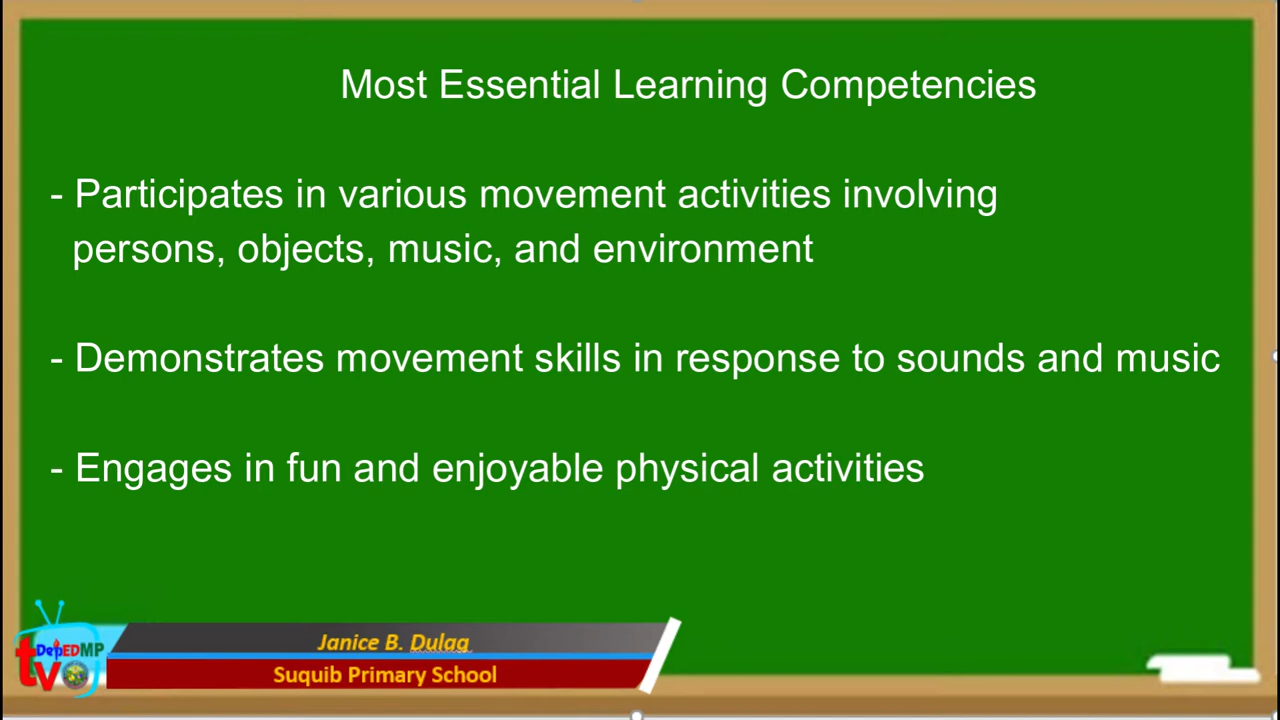 Most Essential Learning Competencies
- Participates in various movement activities involving
persons, objects, music, and environment
- Demonstrates movement skills in response to sounds and music
- Engages in fun and enjoyable physical activities
Janice B. Dulag
Suquib Primary School
DepEDMP
tv